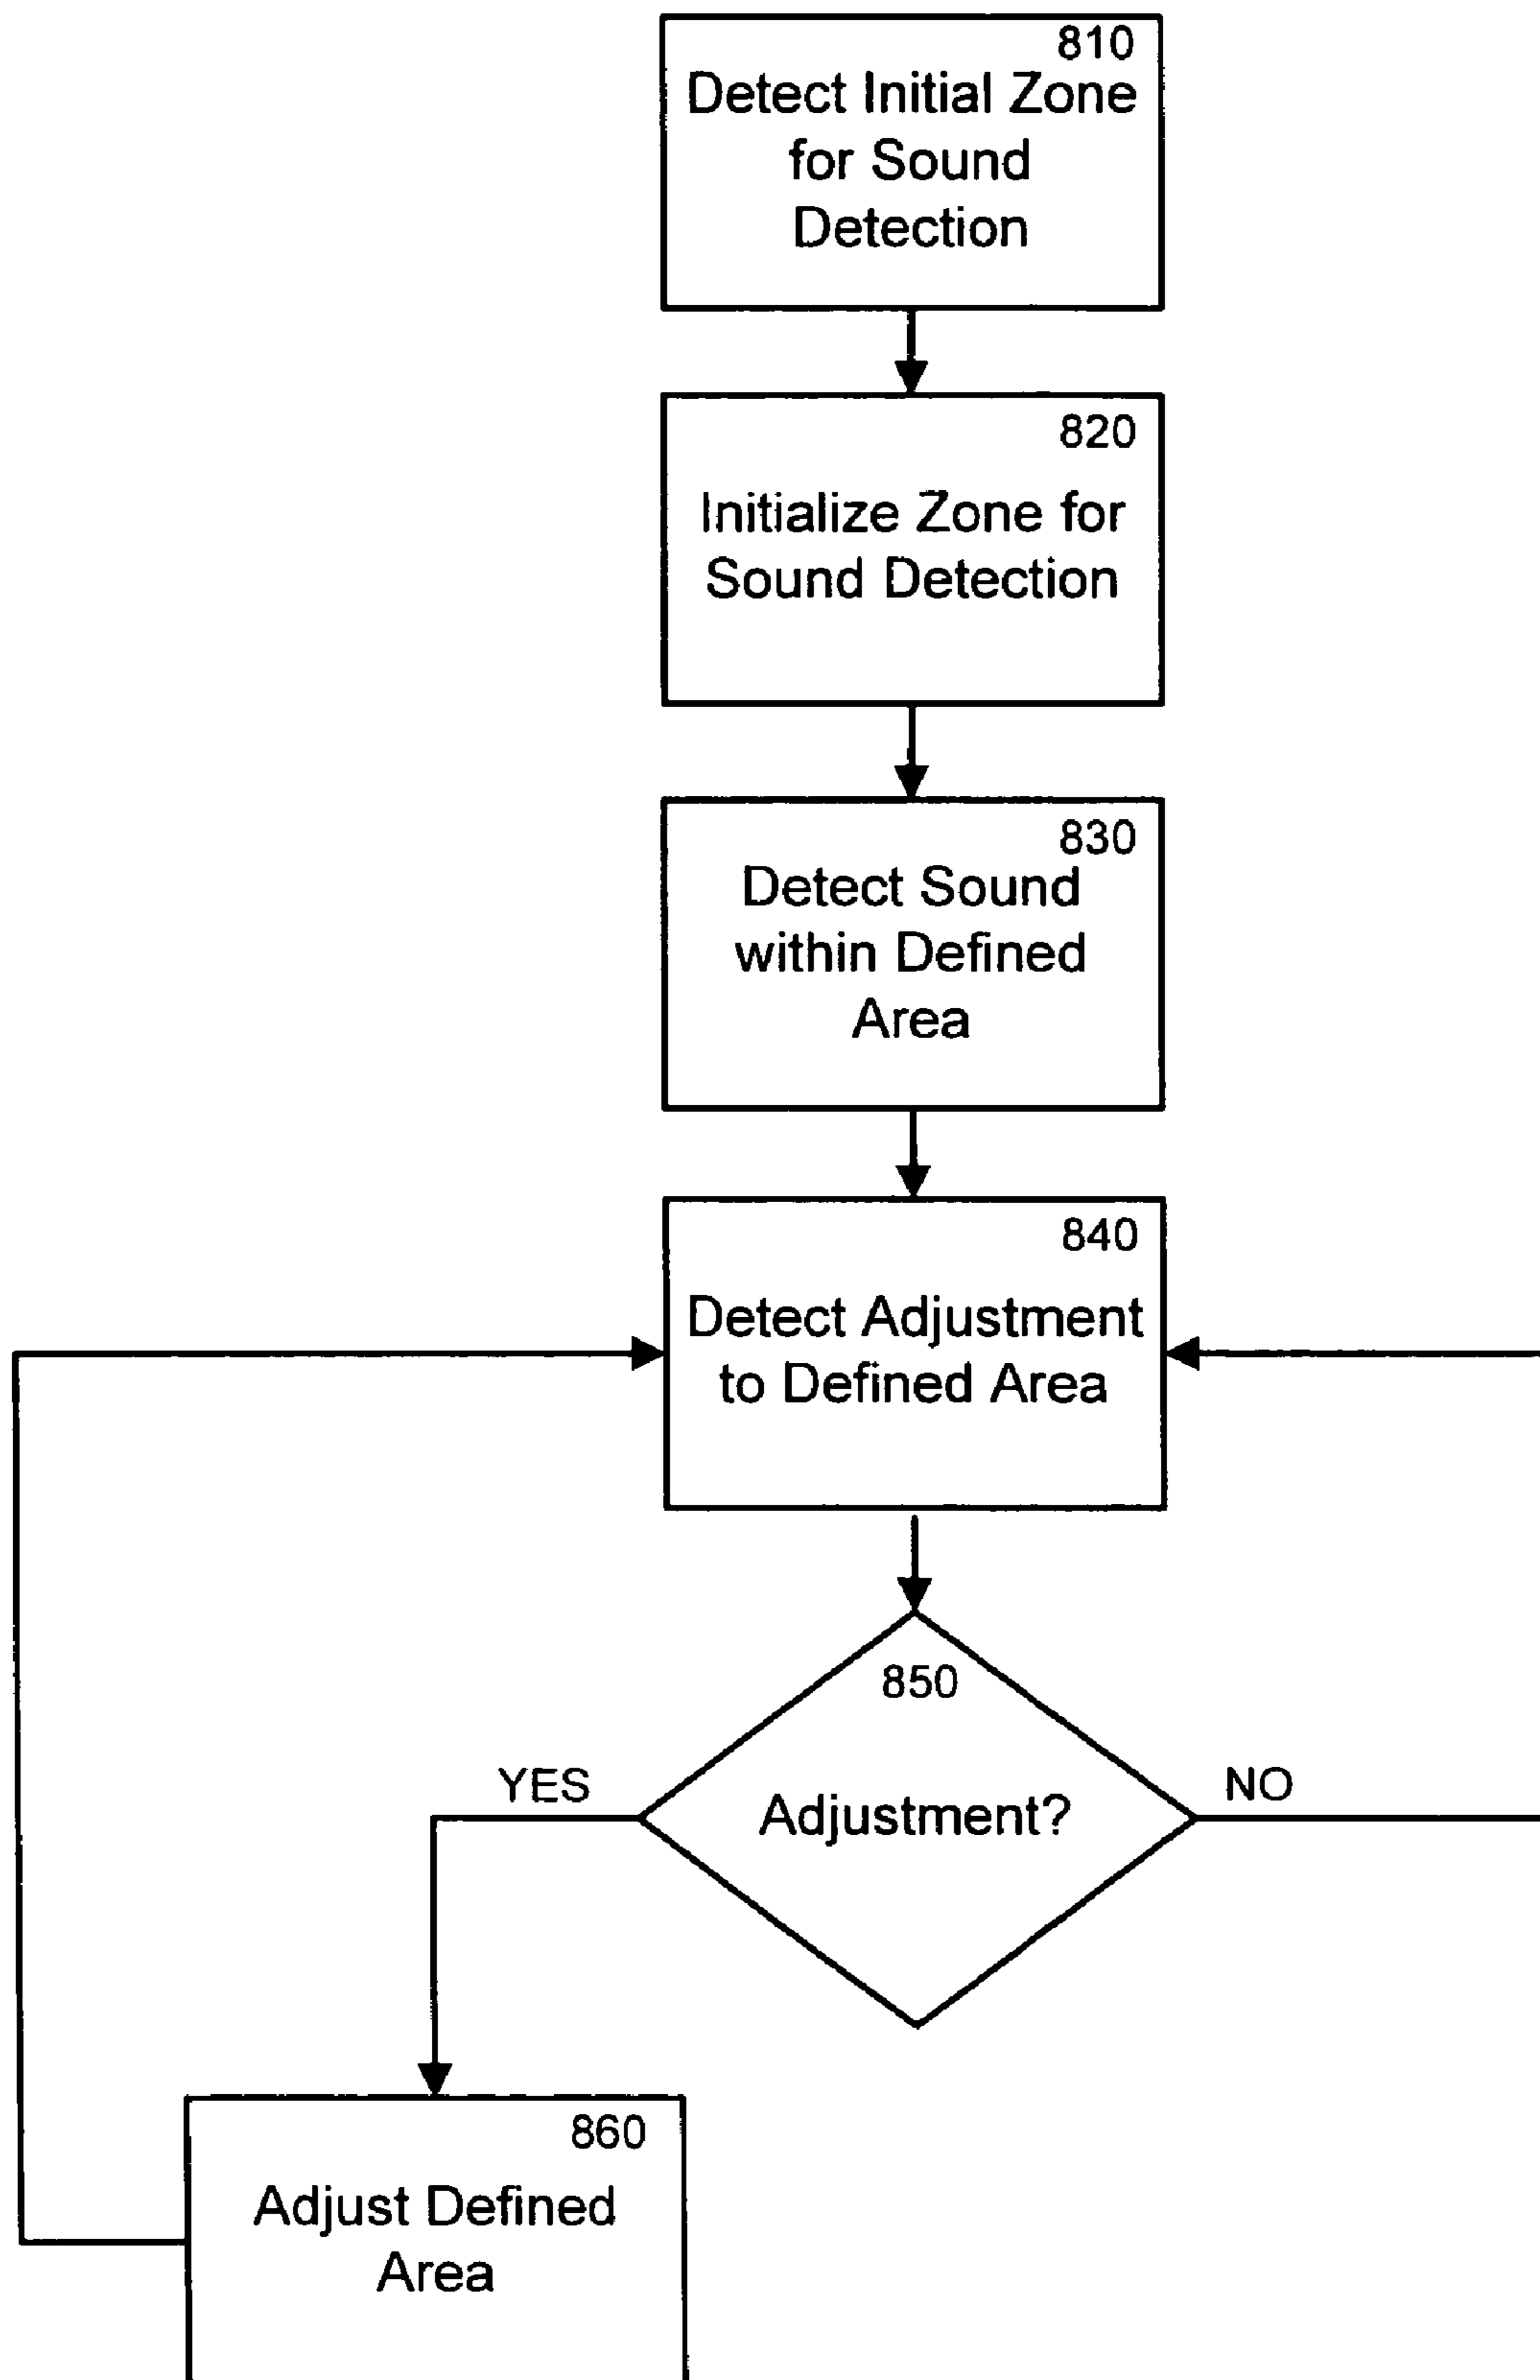 810
Detect Initial Zone
for Sound
Detection
820
Initialize Zone for
Sound Detection
830
Detect Sound
within Defined
Area
840
Detect Adjustment
to Defined Area
850
YES
Adjustment?
NO
860
Adjust Defined
Area